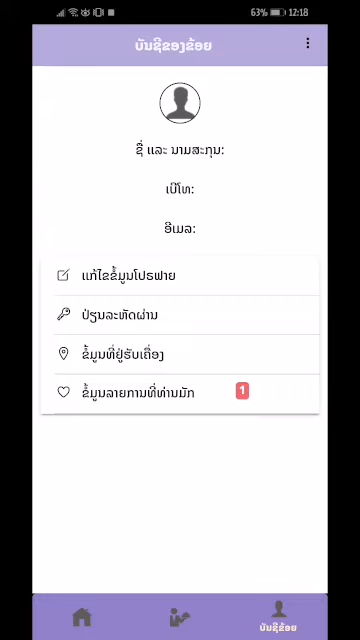 63% 12:18
ບັນຊີຂອງຂ້ອຍ
ຊື່ ແລະ ນາມສະກຸນ:
ເບີໂທ:
ອີເມລ:
ແກ້ໄຂຂໍ້ມູນໂປຣຟາຍ
ປ່ຽນລະຫັດຜ່ານ
ຂໍ້ມູນທີ່ຢູ່ຮັບເຄື່ອງ
ຂໍ້ມູນລາຍການທີ່ທ່ານມັກ 1
ບັນຊີຂ້ອຍ